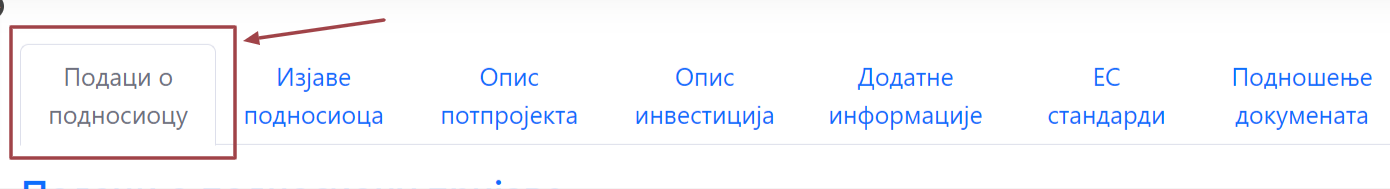 Подаци о
подносиоцу
Изјаве
подносиоца
Опис
потпројекта
Опис
инвестиција
Додатне
информације
ЕС
стандарди
Подношење
докумената